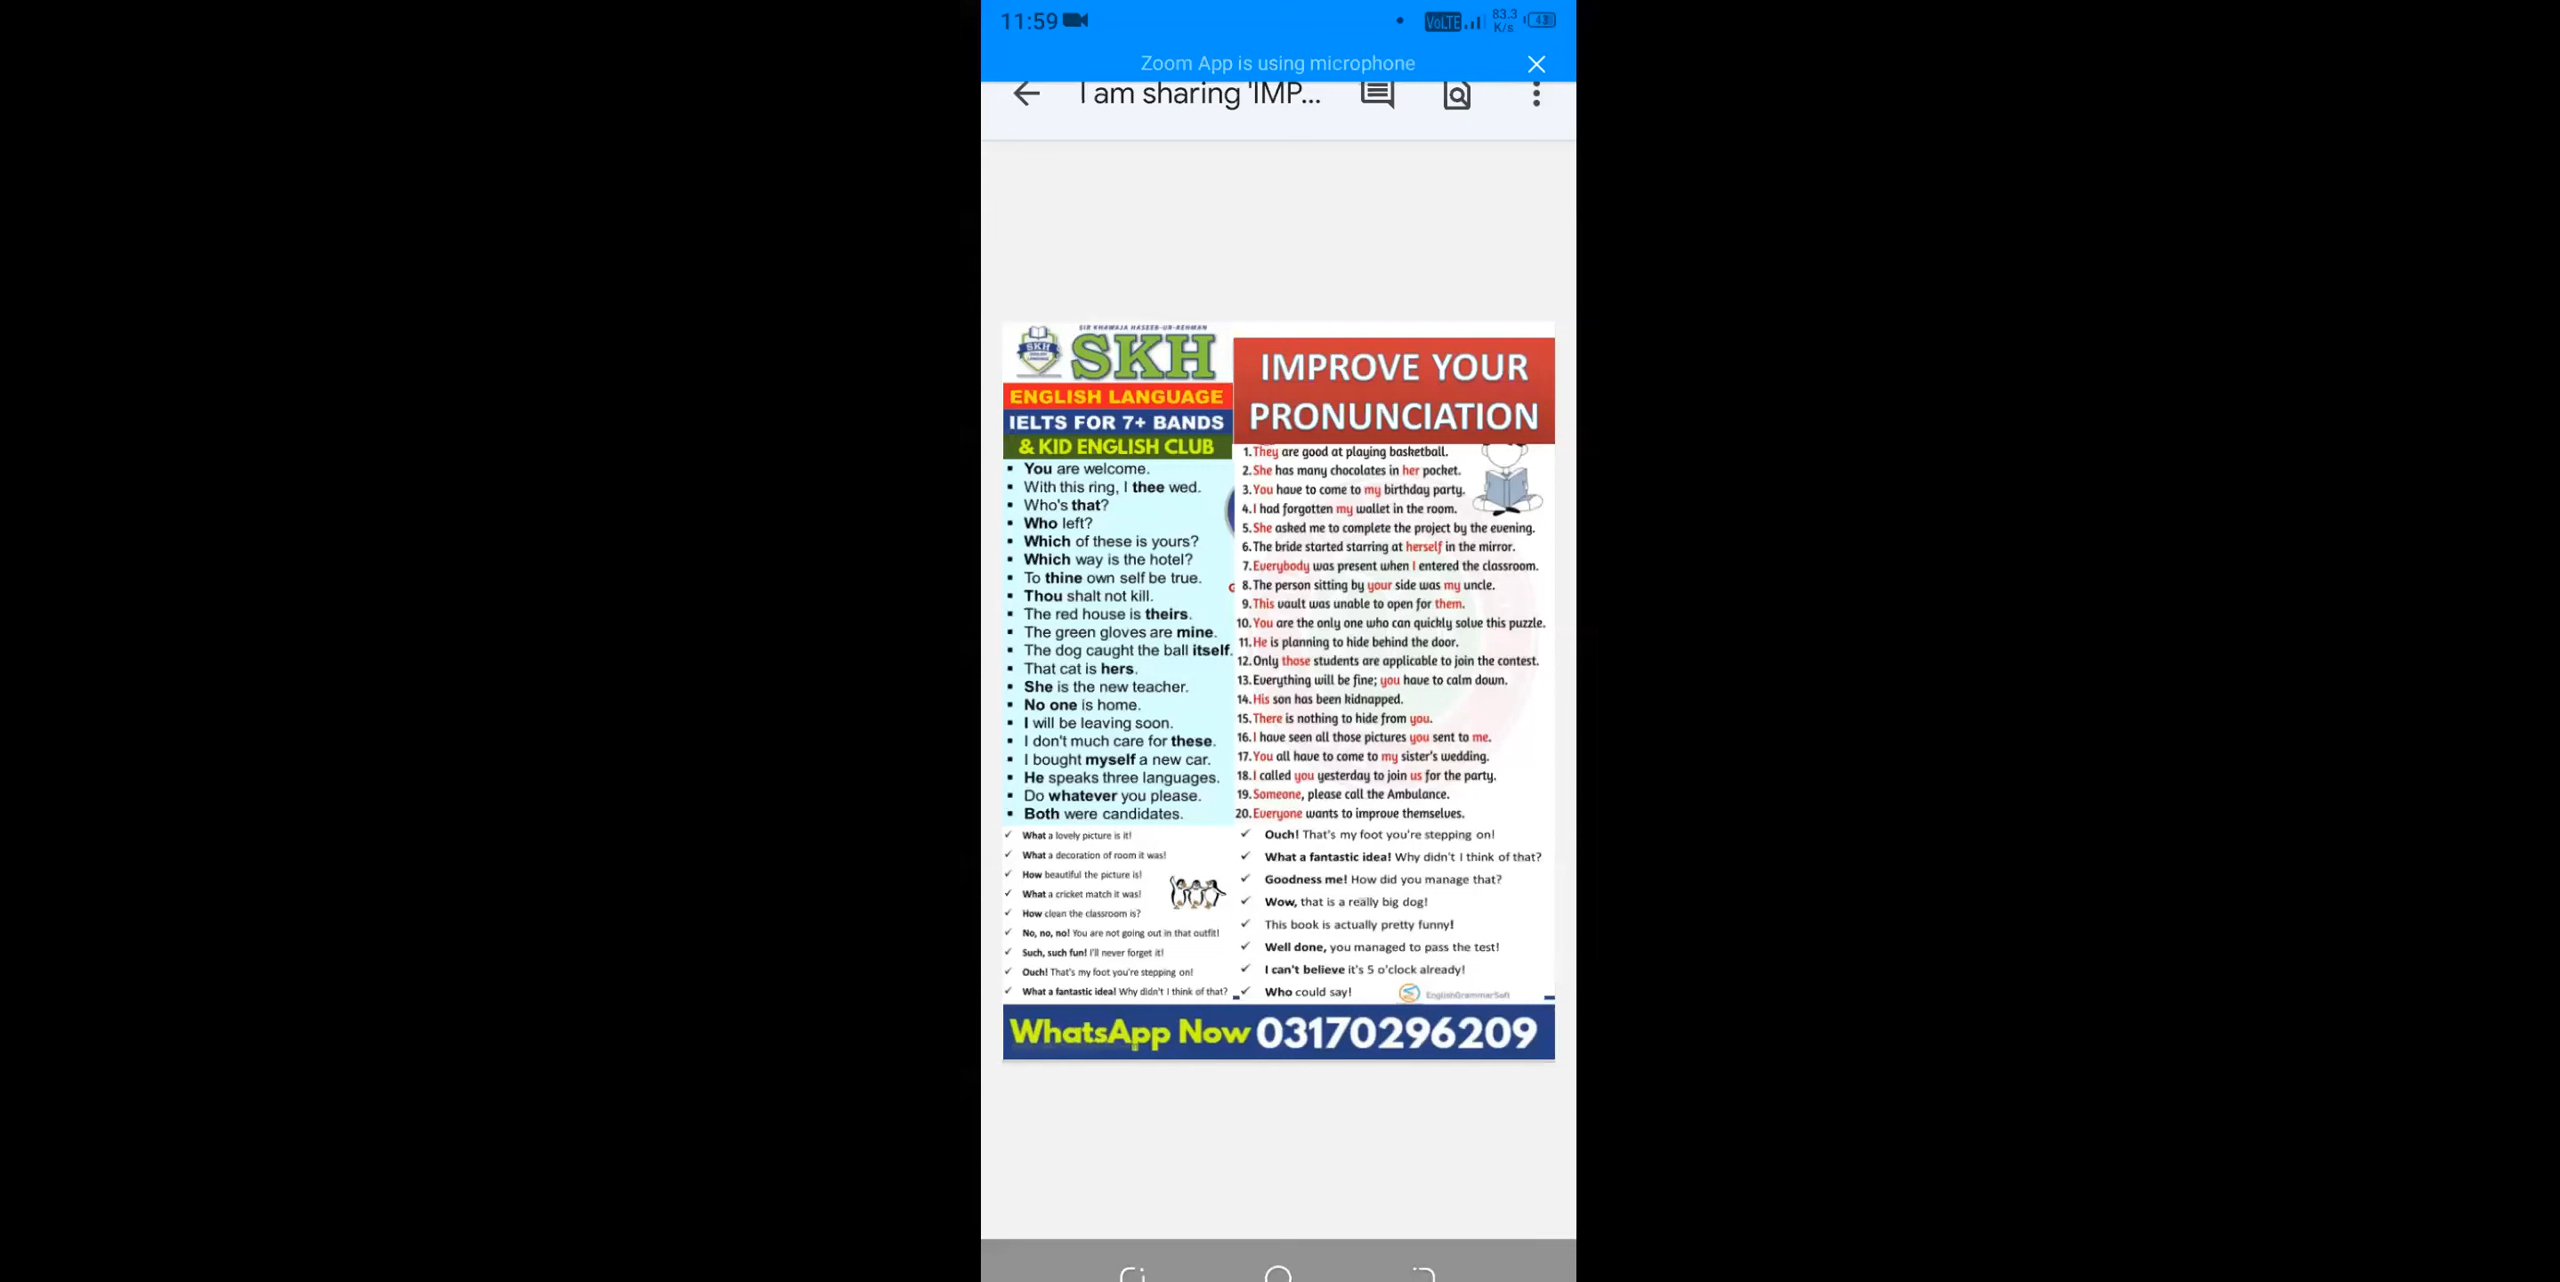 11:59
VoLTE
83.3
K/s
43
Zoom App is using microphone
I am sharing 'IMP...
SIR KHAWAJA HASEEB-UR-REHMAN
SKH
SKH
ENGLISH LANGUAGE
IELTS FOR 7+ BANDS
& KID ENGLISH CLUB
You are welcome.
With this ring, I thee wed.
Who's that?
Who left?
Which of these is yours?
Which way is the hotel?
To thine own self be true.
Thou shalt not kill.
The red house is theirs.
The green gloves are mine.
The dog caught the ball itself.
That cat is hers.
She is the new teacher.
No one is home.
I will be leaving soon.
I don't much care for these.
I bought myself a new car.
He speaks three languages.
Do whatever you please.
Both were candidates.
What a lovely picture is it!
What a decoration of room it was!
How beautiful the picture is!
What a cricket match it was!
How clean the classroom is?
No, no, no! You are not going out in that outfit!
Such, such fun! I'll never forget it!
Ouch! That's my foot you're stepping on!
What a fantastic idea! Why didn't I think of that?
IMPROVE YOUR
PRONUNCIATION
1. They are good at playing basketball.
2. She has many chocolates in her pocket.
3. You have to come to my birthday party.
4. I had forgotten my wallet in the room.
5. She asked me to complete the project by the evening.
6. The bride started starring at herself in the mirror.
7. Everybody was present when I entered the classroom.
8. The person sitting by your side was my uncle.
9. This vault was unable to open for them.
10. You are the only one who can quickly solve this puzzle.
11. He is planning to hide behind the door.
12. Only those students are applicable to join the contest.
13. Everything will be fine; you have to calm down.
14. His son has been kidnapped.
15. There is nothing to hide from you.
16. I have seen all those pictures you sent to me.
17. You all have to come to my sister's wedding.
18. I called you yesterday to join us for the party.
19. Someone, please call the Ambulance.
20. Everyone wants to improve themselves.
Ouch! That's my foot you're stepping on!
What a fantastic idea! Why didn't I think of that?
Goodness me! How did you manage that?
Wow, that is a really big dog!
This book is actually pretty funny!
Well done, you managed to pass the test!
I can't believe it's 5 o'clock already!
Who could say!
EnglishGrammarSoft
WhatsApp Now 03170296209